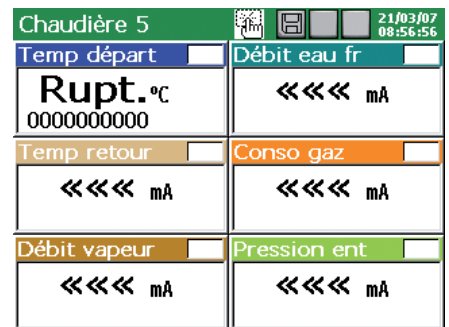 Chaudière 5
21/03/07
08:56:56
Temp départ
Débit eau fr
Rupt.°C
0000000000
««« mA
Temp retour
Conso gaz
««« mA
««« mA
Débit vapeur
Pression ent
««« mA
««« mA